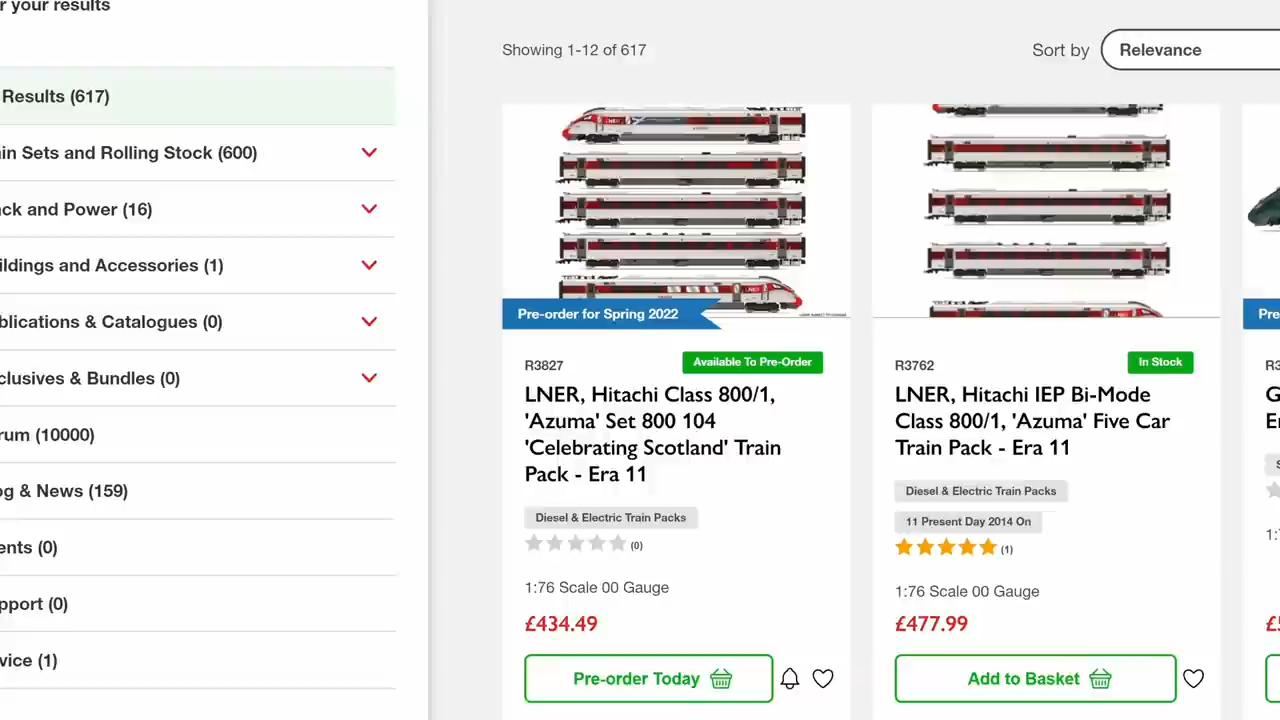 r your results
Results (617)
in Sets and Rolling Stock (600)
ck and Power (16)
ildings and Accessories (1)
blications & Catalogues (0)
clusives & Bundles (0)
rum (10000)
g & News (159)
ents (0)
pport (0)
vice (1)
Showing 1-12 of 617
Sort by Relevance
Pre-order for Spring 2022
R3827
Available To Pre-Order
LNER, Hitachi Class 800/1,
'Azuma' Set 800 104
'Celebrating Scotland' Train
Pack - Era 11
Diesel & Electric Train Packs
(0)
1:76 Scale 00 Gauge
£434.49
Pre-order Today
R3762
In Stock
LNER, Hitachi IEP Bi-Mode
Class 800/1, 'Azuma' Five Car
Train Pack - Era 11
Diesel & Electric Train Packs
11 Present Day 2014 On
(1)
1:76 Scale 00 Gauge
£477.99
Add to Basket
Pre
R3
G
E
1:
£